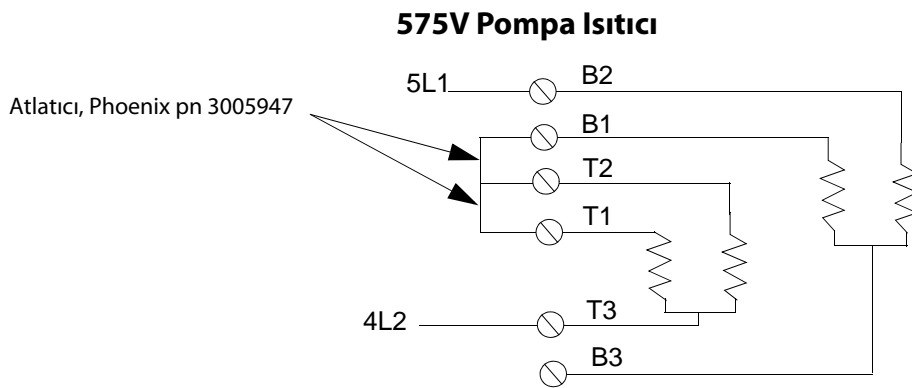 575V Pompa Isıtıcı
5L1
B2
Atlatıcı, Phoenix pn 3005947
B1
T2
T1
4L2
T3
B3